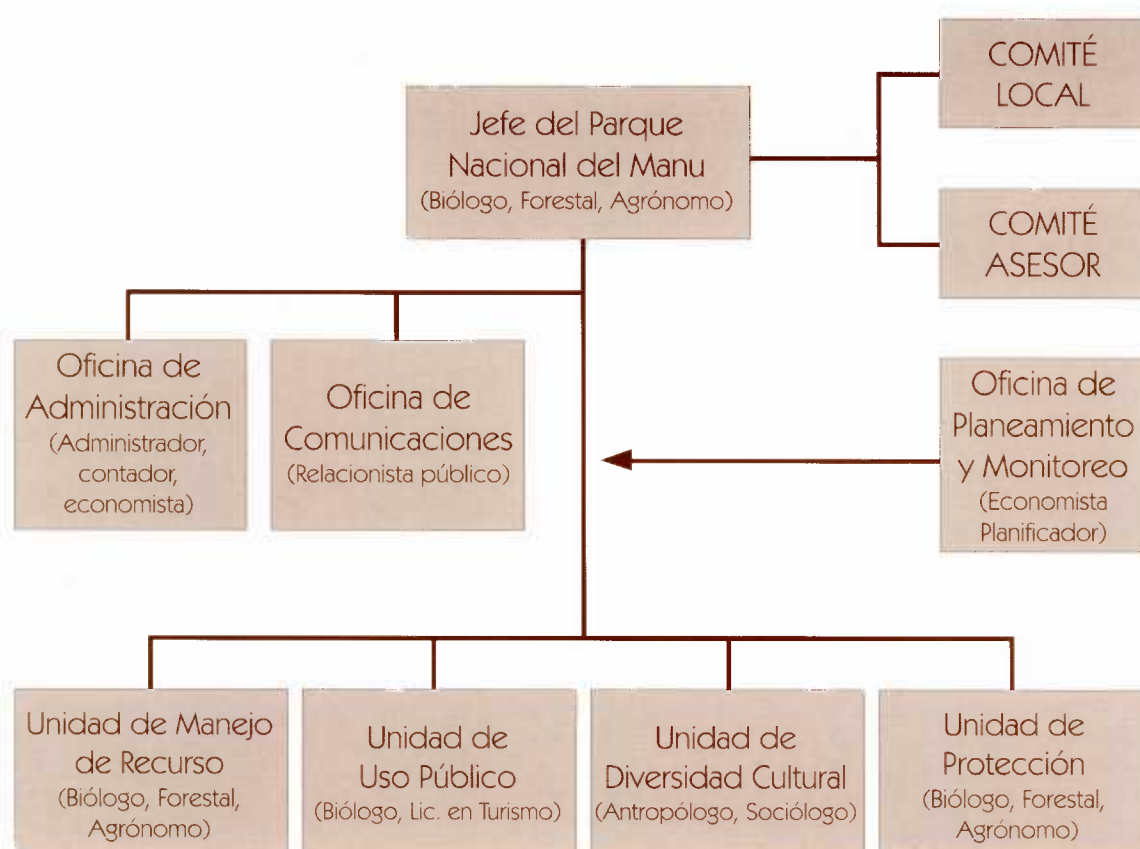 COMITÉ
LOCAL
Jefe del Parque
Nacional del Manu
(Biólogo, Forestal, Agrónomo)
COMITÉ
ASESOR
Oficina de
Administración
(Administrador,
contador,
economista)
Oficina de
Comunicaciones
(Relacionista público)
Oficina de
Planeamiento
y Monitoreo
(Economista
Planificador)
Unidad de Manejo
de Recurso
(Biólogo, Forestal,
Agrónomo)
Unidad de
Uso Público
(Biólogo, Lic. en Turismo)
Unidad de
Diversidad Cultural
(Antropólogo, Sociólogo)
Unidad de
Protección
(Biólogo, Forestal,
Agrónomo)